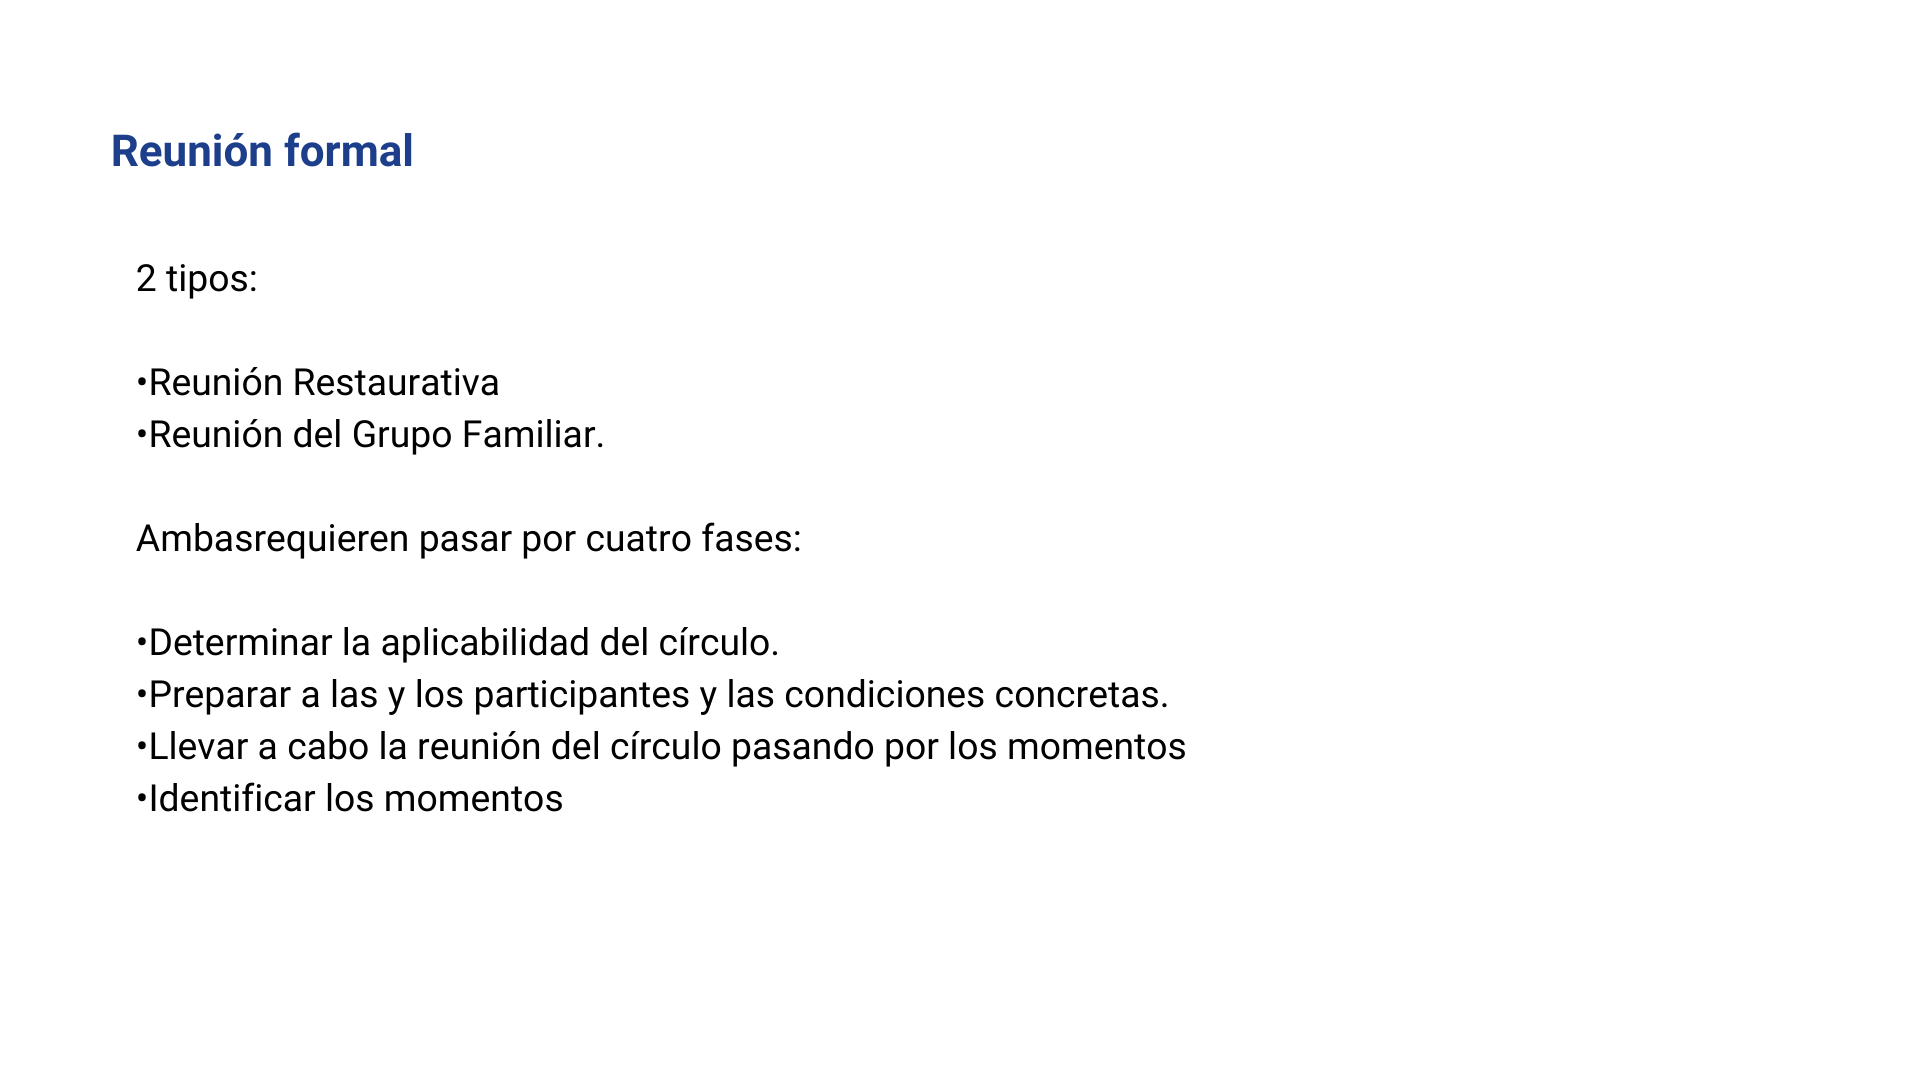 Reunión formal
2 tipos:
•Reunión Restaurativa
•Reunión del Grupo Familiar.
Ambasrequieren pasar por cuatro fases:
•Determinar la aplicabilidad del círculo.
•Preparar a las y los participantes y las condiciones concretas.
•Llevar a cabo la reunión del círculo pasando por los momentos
•Identificar los momentos